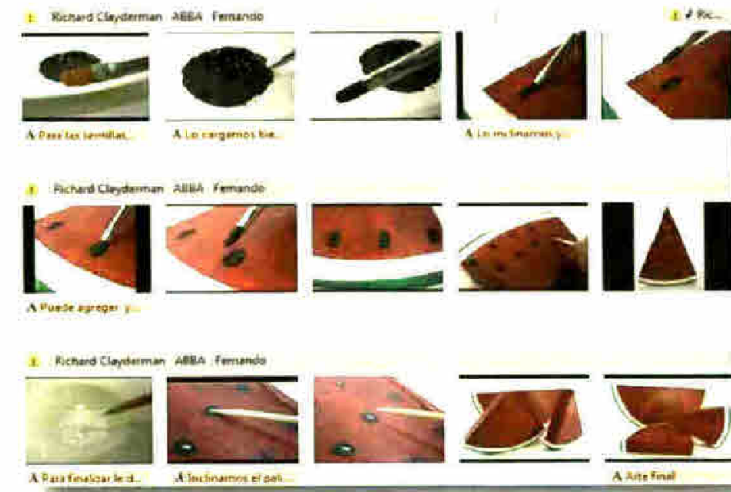 Richard Clayderman ABBA Fernando Ric...
A Para las semillas... A Lo cargamos bie... A Lo inclinamos y...
Richard Clayderman ABBA Fernando
A Puede agregar y...
Richard Clayderman ABBA Fernando
A Para finalizar le d... A Inclinamos el pali... A Arte Final